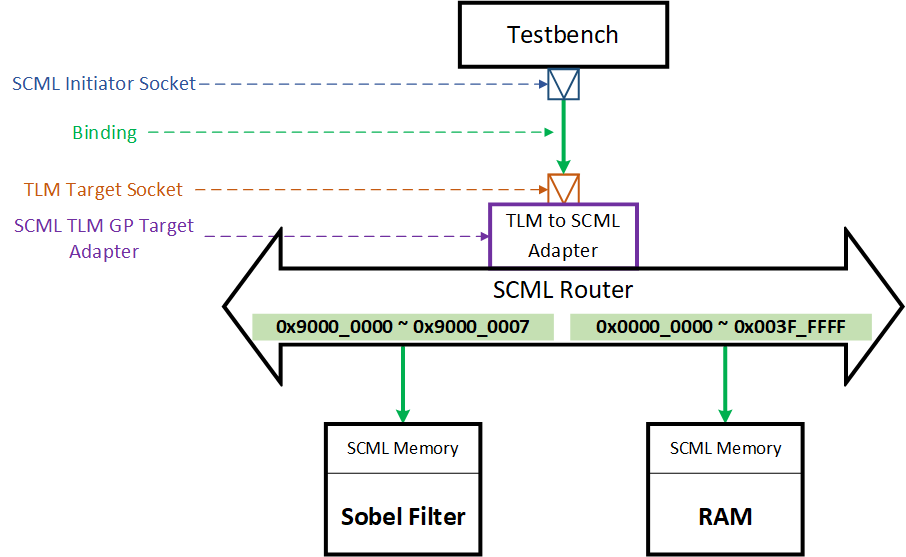 Testbench
SCML Initiator Socket
Binding
TLM Target Socket
SCML TLM GP Target
Adapter
TLM to SCML
Adapter
SCML Router
0x9000_0000 ~ 0x9000_0007
0x0000_0000 ~ 0x003F_FFFF
SCML Memory
Sobel Filter
SCML Memory
RAM